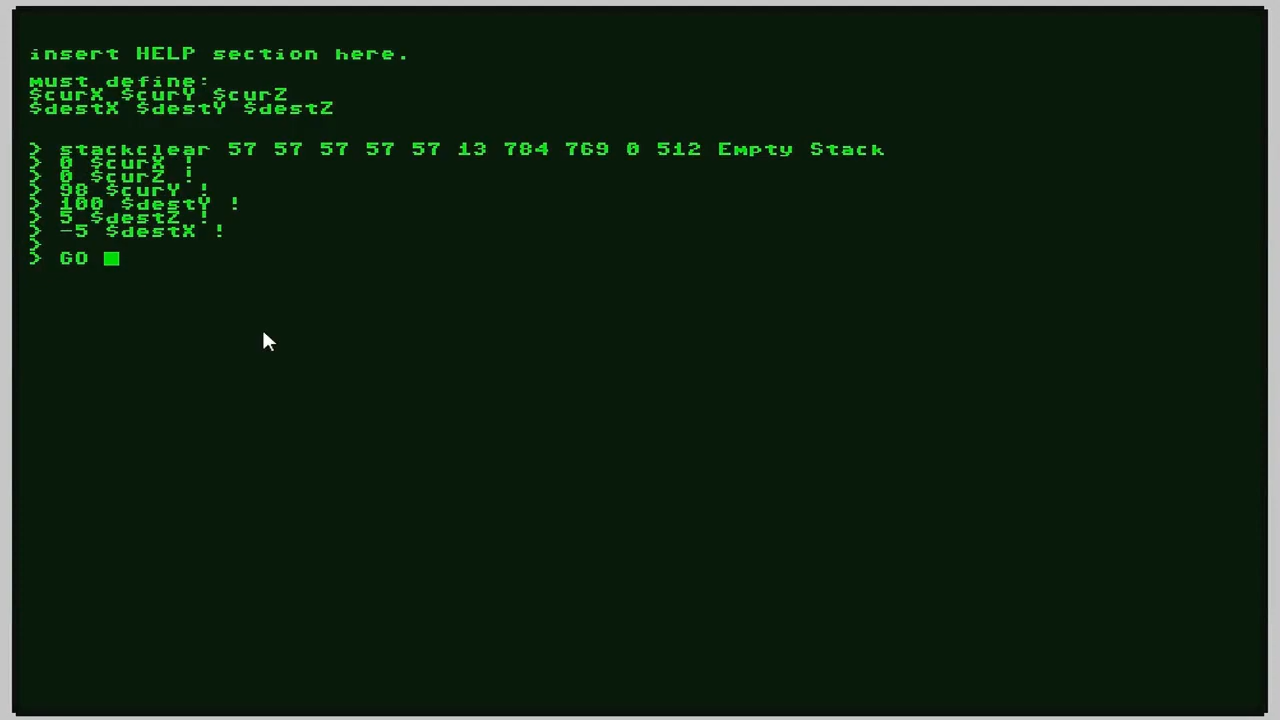 insert HELP section here.
must define:
$curX $curY $curZ
$destX $destY $destZ
> stackclear 57 57 57 57 57 13 784 769 0 512 Empty Stack
> 0 $curX !
> 0 $curZ !
> 98 $curY !
> 100 $destY !
> 5 $destZ !
> -5 $destX !
>
> GO